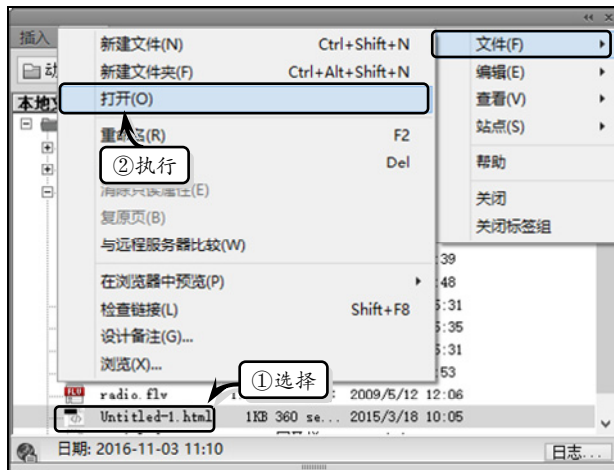 插入
新建文件(N) Ctrl+Shift+N
文件(F)
新建文件夹(F) Ctrl+Alt+Shift+N
编辑(E)
打开(O)
查看(V)
本地
重命名(R) F2
站点(S)
②执行
Del
帮助
消除只读属性(E)
关闭
复原页(B)
关闭标签组
与远程服务器比较(W)
:39
在浏览器中预览(P)
:48
检查链接(L) Shift+F8
5:31
设计备注(G)...
5:35
浏览(X)...
5:31
①选择
:53
radio.flv 2009/5/12 12:06
Untitled-1.html 1KB 360 se... 2015/3/18 10:05
日期: 2016-11-03 11:10
日志...